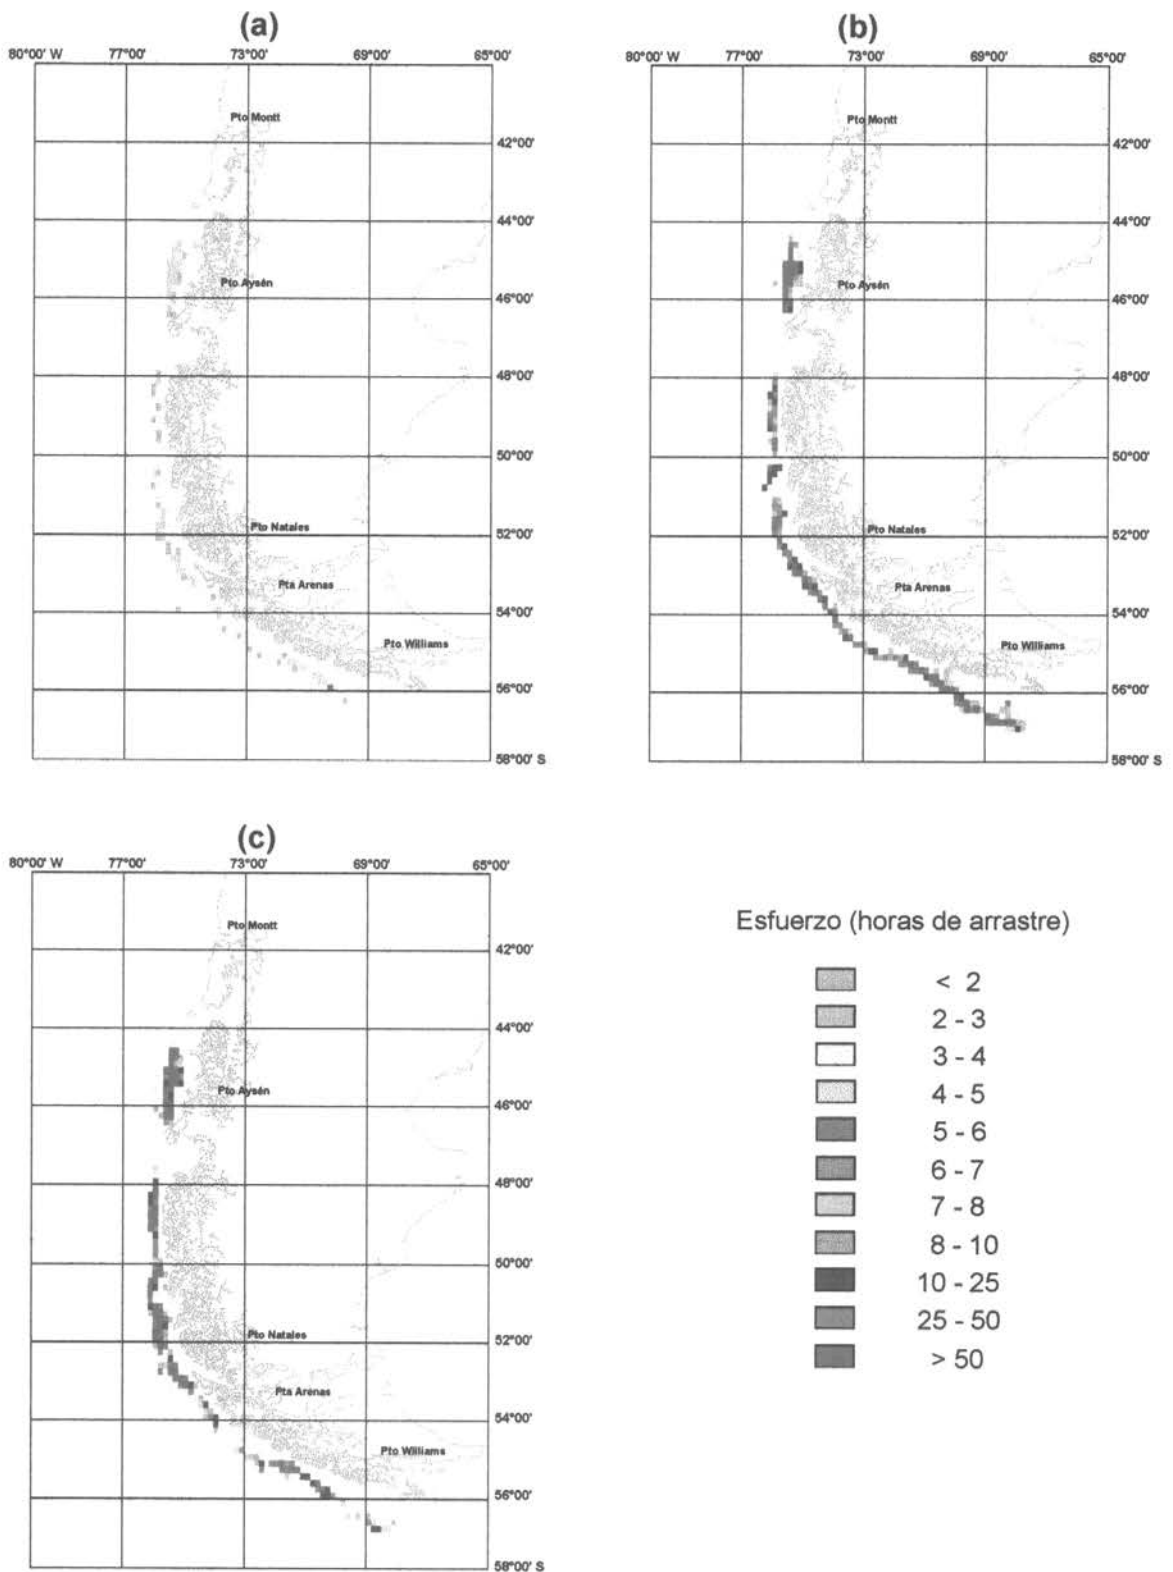 (a)
80°00' W 77°00' 73°00' 69°00' 65°00'
Pto Montt
42°00'
44°00'
Pto Aysén
46°00'
48°00'
50°00'
Pto Natales
52°00'
Pta Arenas
54°00'
Pto Williams
56°00'
58°00' S
(b)
80°00' W 77°00' 73°00' 69°00' 65°00'
Pto Montt
42°00'
44°00'
Pto Aysén
46°00'
48°00'
50°00'
Pto Natales
52°00'
Pta Arenas
54°00'
Pto Williams
56°00'
58°00' S
(c)
80°00' W 77°00' 73°00' 69°00' 65°00'
Pto Montt
42°00'
44°00'
Pto Aysén
46°00'
48°00'
50°00'
Pto Natales
52°00'
Pta Arenas
54°00'
Pto Williams
56°00'
58°00' S
Esfuerzo (horas de arrastre)
< 2
2 - 3
3 - 4
4 - 5
5 - 6
6 - 7
7 - 8
8 - 10
10 - 25
25 - 50
> 50